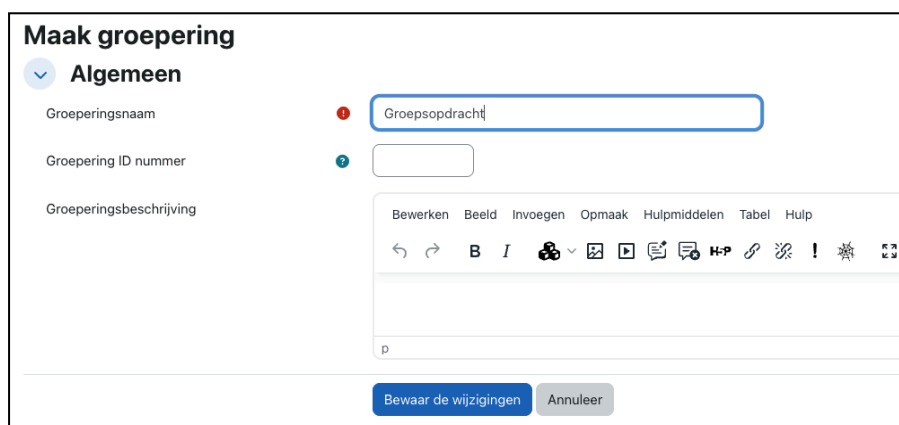 Maak groepering
Algemeen
Groeperingsnaam
Groepsopdracht
Groepering ID nummer
Groeperingsbeschrijving
Bewerken Beeld Invoegen Opmaak Hulpmiddelen Tabel Hulp
B I H-P !
p
Bewaar de wijzigingen Annuleer